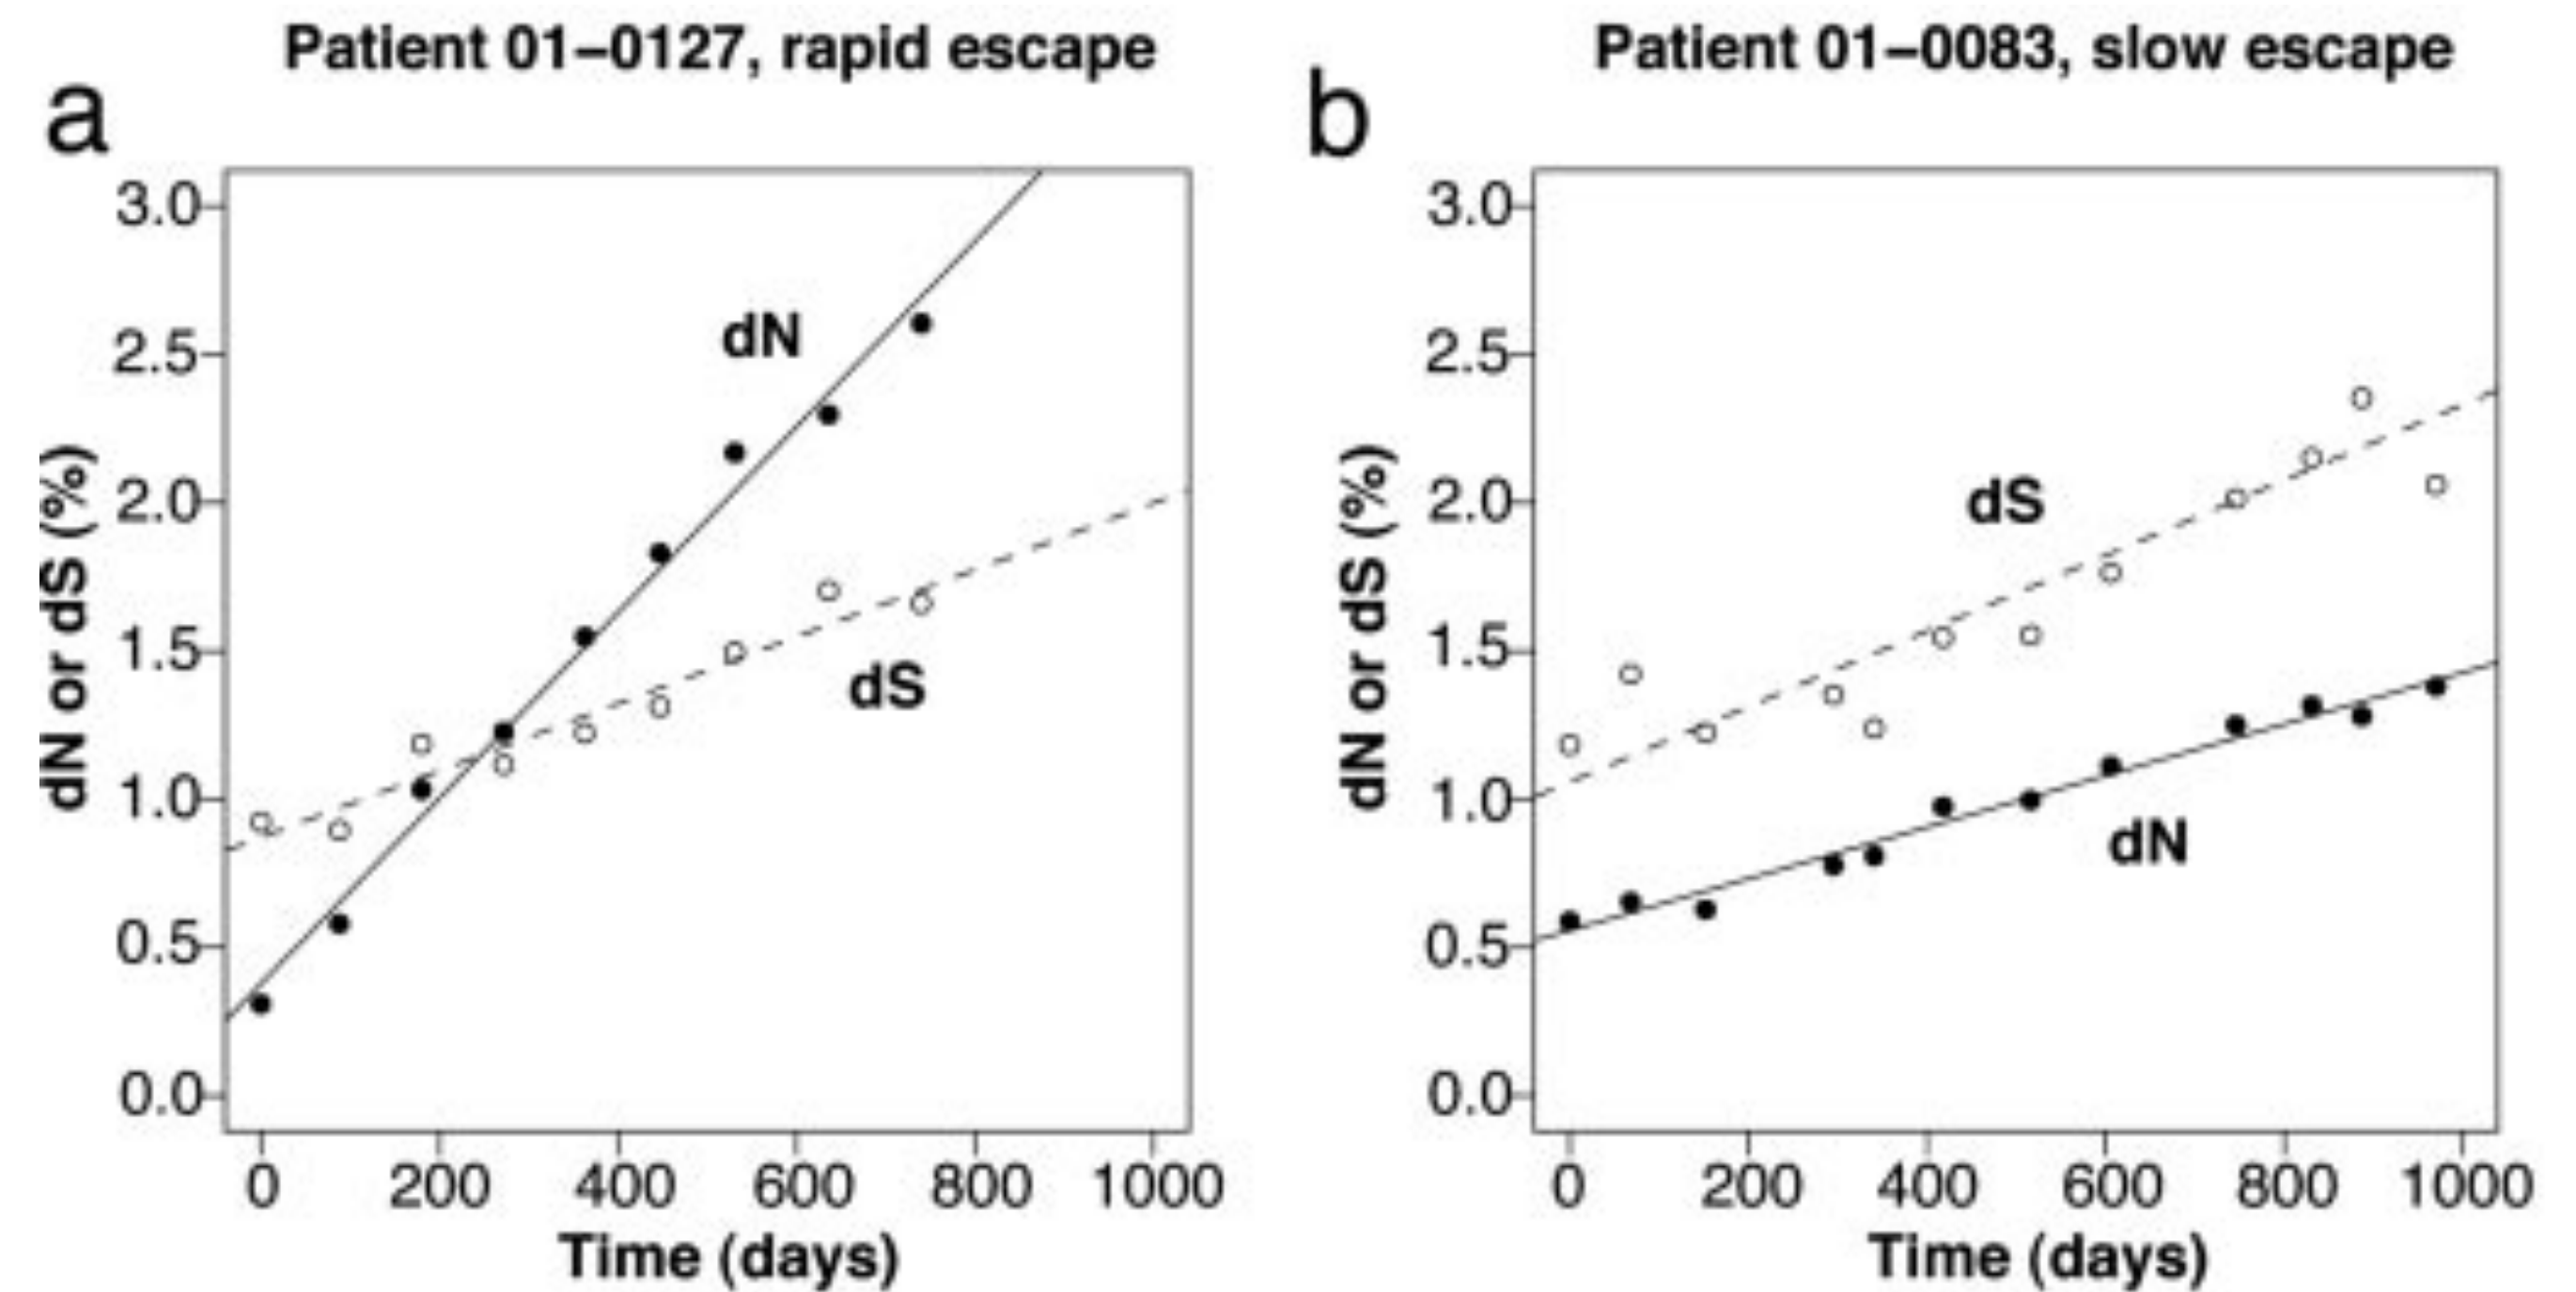 Patient 01–0127, rapid escape
a
dN or dS (%)
3.0
2.5
2.0
1.5
1.0
0.5
0.0
dN
dS
0 200 400 600 800 1000
Time (days)
Patient 01–0083, slow escape
b
dN or dS (%)
3.0
2.5
2.0
1.5
1.0
0.5
0.0
dS
dN
0 200 400 600 800 1000
Time (days)